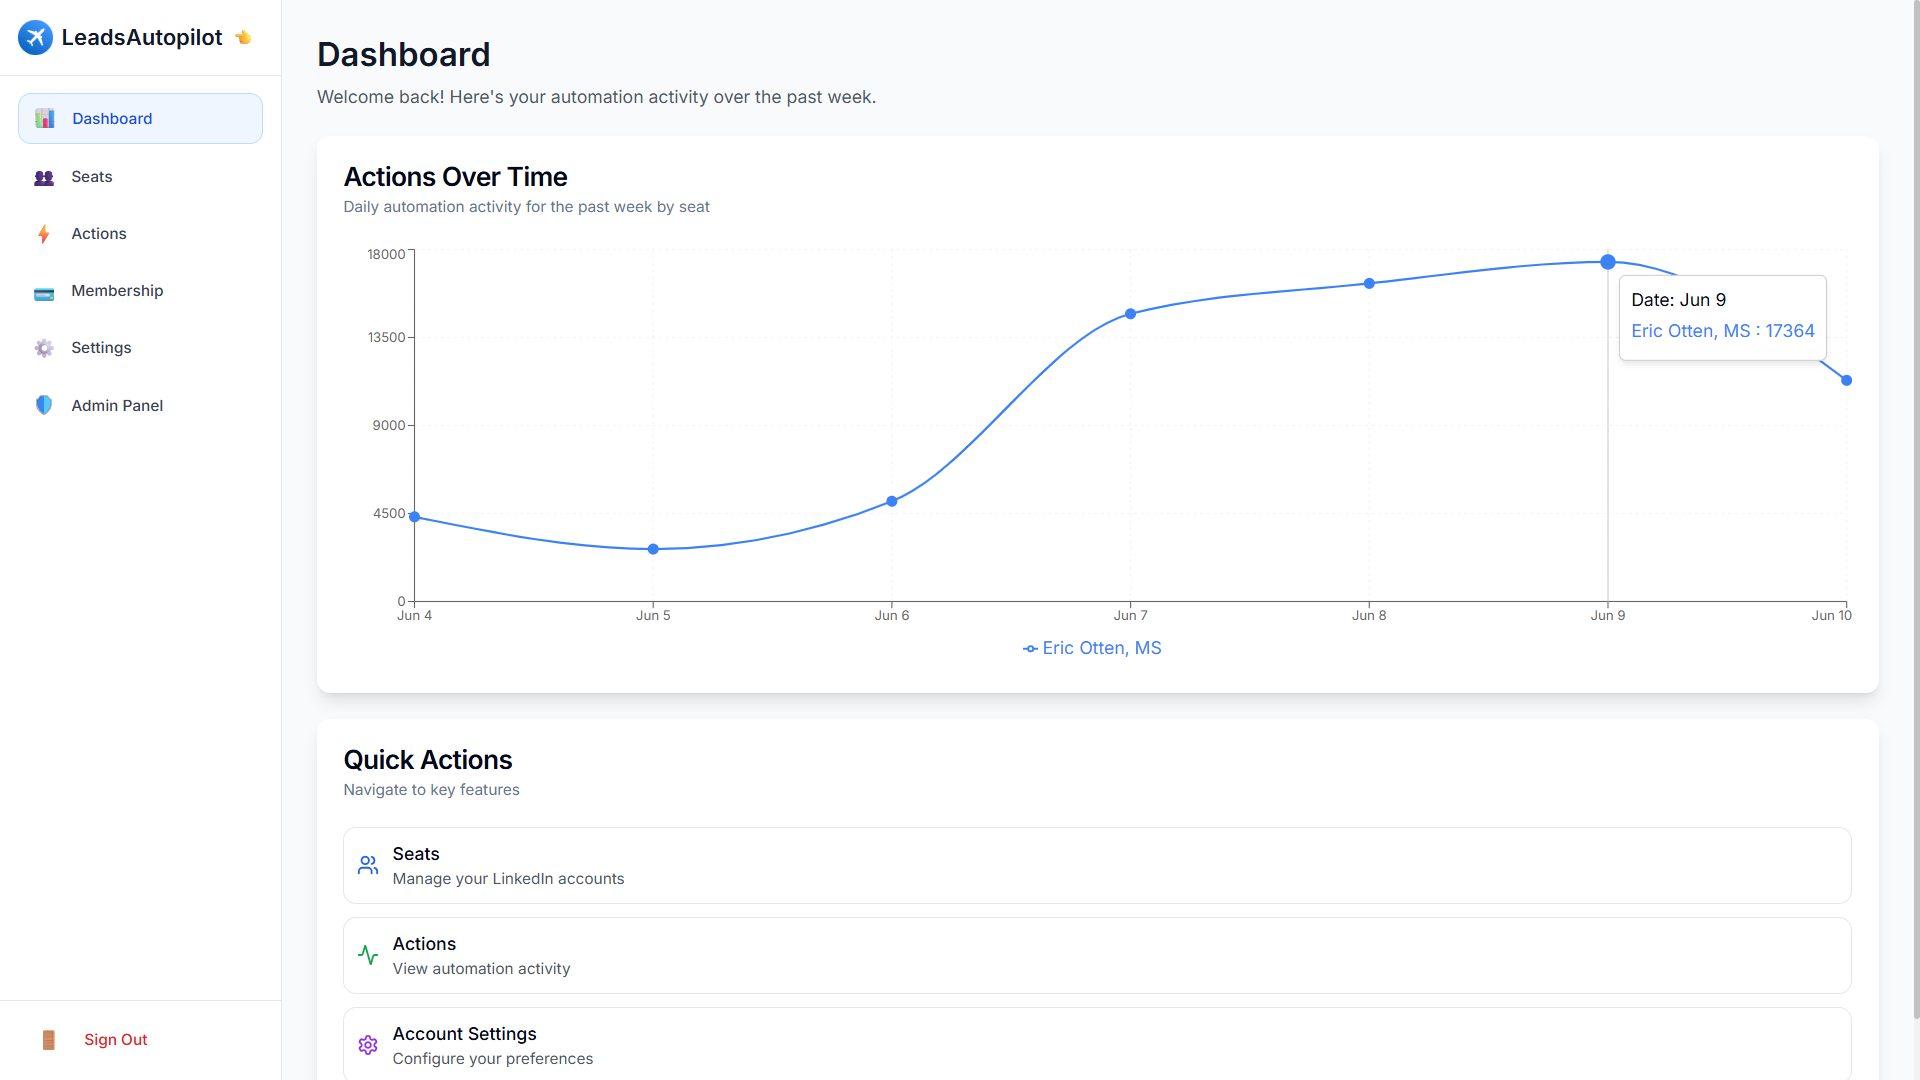 LeadsAutopilot
Dashboard
Seats
Actions
Membership
Settings
Admin Panel
Sign Out
Dashboard
Welcome back! Here's your automation activity over the past week.
Actions Over Time
Daily automation activity for the past week by seat
18000
13500
9000
4500
0
Jun 4
Jun 5
Jun 6
Jun 7
Jun 8
Jun 9
Jun 10
Date: Jun 9
Eric Otten, MS : 17364
Eric Otten, MS
Quick Actions
Navigate to key features
Seats
Manage your LinkedIn accounts
Actions
View automation activity
Account Settings
Configure your preferences